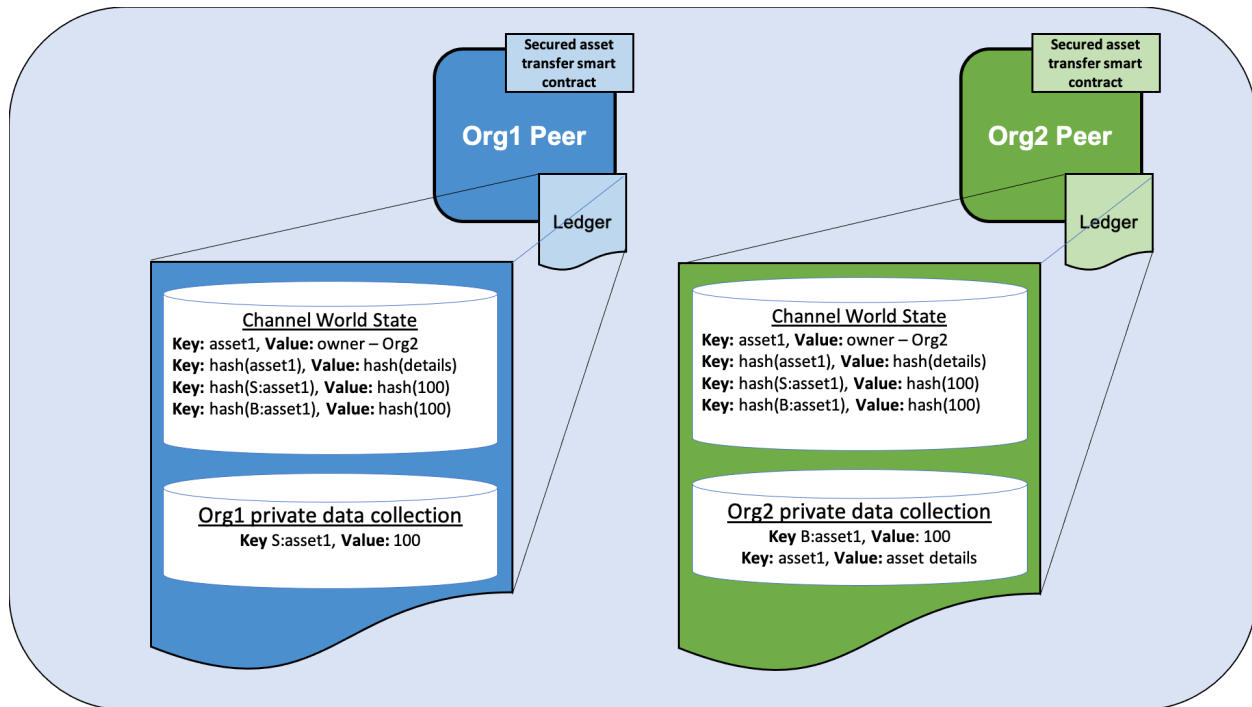 Secured asset
transfer smart
contract
Org1 Peer
Ledger
Channel World State
Key: asset1, Value: owner – Org2
Key: hash(asset1), Value: hash(details)
Key: hash(S:asset1), Value: hash(100)
Key: hash(B:asset1), Value: hash(100)
Org1 private data collection
Key S:asset1, Value: 100
Secured asset
transfer smart
contract
Org2 Peer
Ledger
Channel World State
Key: asset1, Value: owner – Org2
Key: hash(asset1), Value: hash(details)
Key: hash(S:asset1), Value: hash(100)
Key: hash(B:asset1), Value: hash(100)
Org2 private data collection
Key B:asset1, Value: 100
Key: asset1, Value: asset details